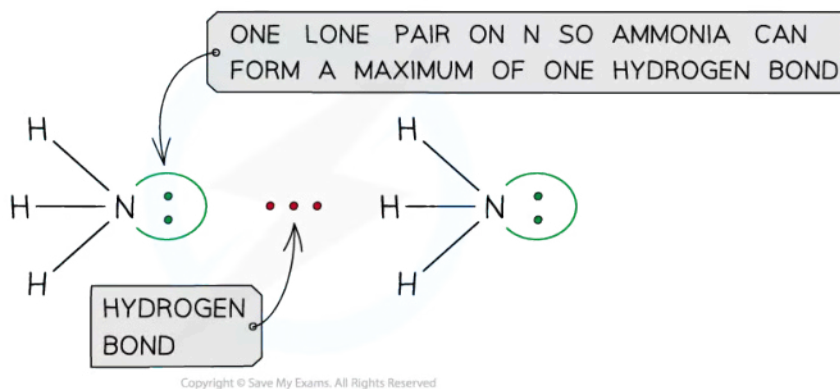 ONE LONE PAIR ON N SO AMMONIA CAN
FORM A MAXIMUM OF ONE HYDROGEN BOND
H H
H N : ... H N :
H H
HYDROGEN
BOND
Copyright © Save My Exams. All Rights Reserved